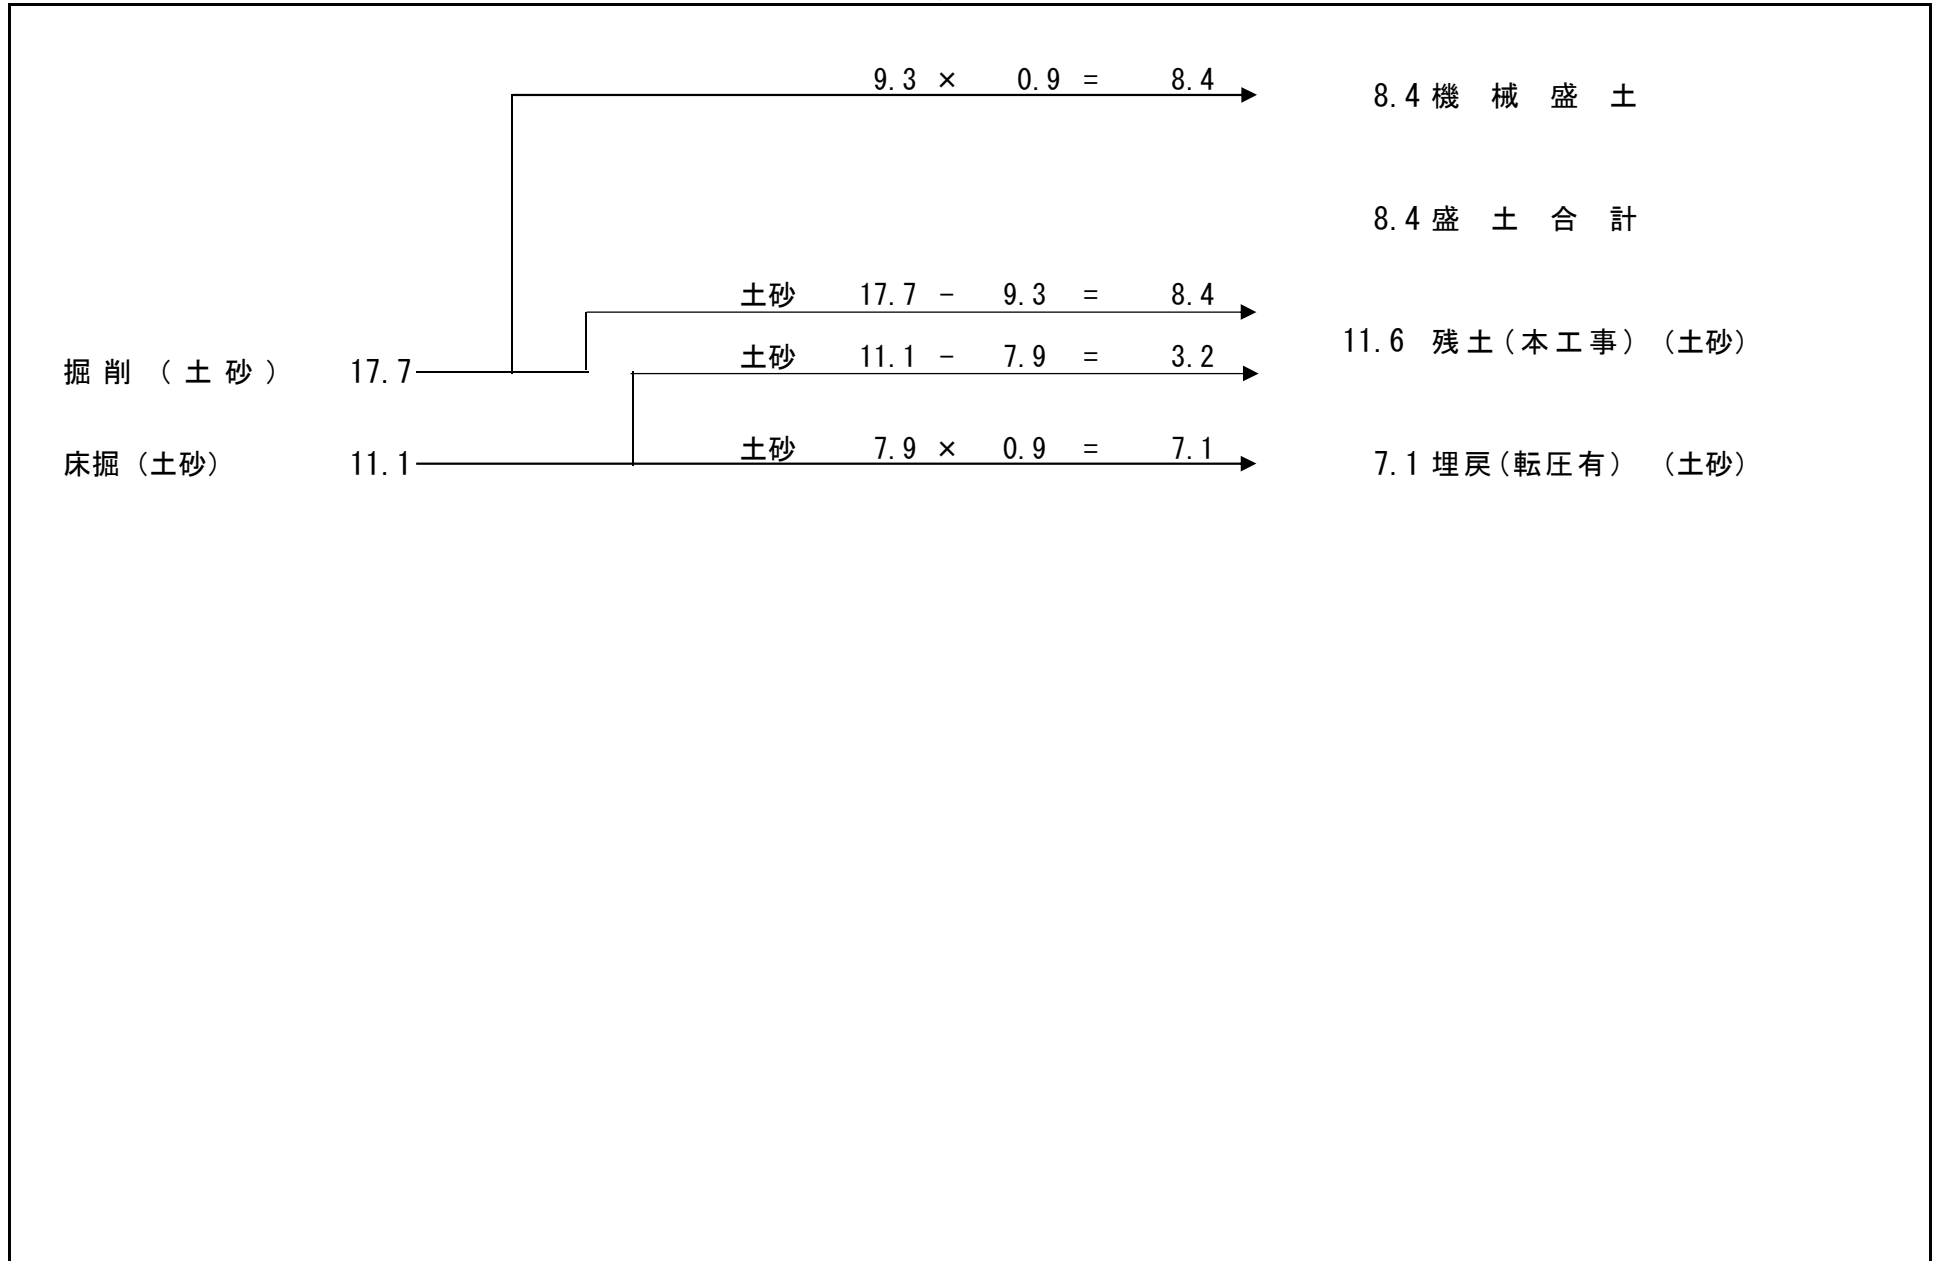 9.3 × 0.9 = 8.4
8.4 機 械 盛 土
8.4 盛 土 合 計
土砂 17.7 － 9.3 = 8.4
11.6 残土(本工事) (土砂)
土砂 11.1 － 7.9 = 3.2
掘 削 ( 土 砂 ) 17.7
土砂 7.9 × 0.9 = 7.1
床掘 (土砂) 11.1
7.1 埋戻(転圧有) (土砂)